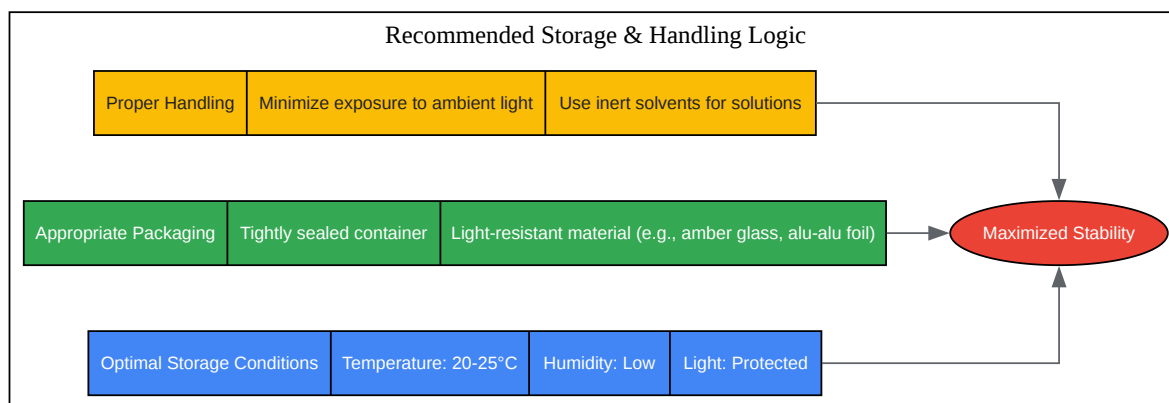 Recommended Storage & Handling Logic
Proper Handling
Minimize exposure to ambient light
Use inert solvents for solutions
Appropriate Packaging
Tightly sealed container
Light-resistant material (e.g., amber glass, alu-alu foil)
Maximized Stability
Optimal Storage Conditions
Temperature: 20-25°C
Humidity: Low
Light: Protected